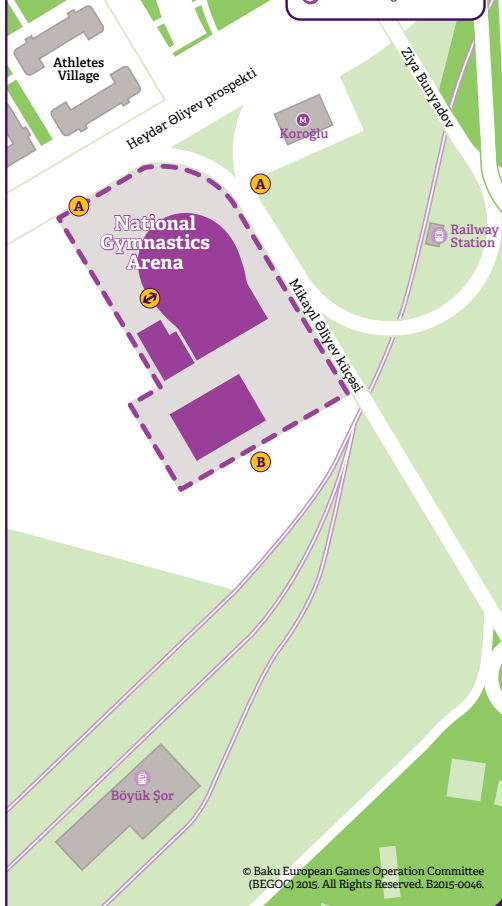 Athletes
Village
Heydər Əliyev prospekti
Ziya Bunyadov
M
Koroğlu
A
A
National
Gymnastics
Arena
Railway
Station
Mikayıl Əliyev küçəsi
B
Böyük Şor
© Baku European Games Operation Committee
(BEGOC) 2015. All Rights Reserved. B2015-0046.